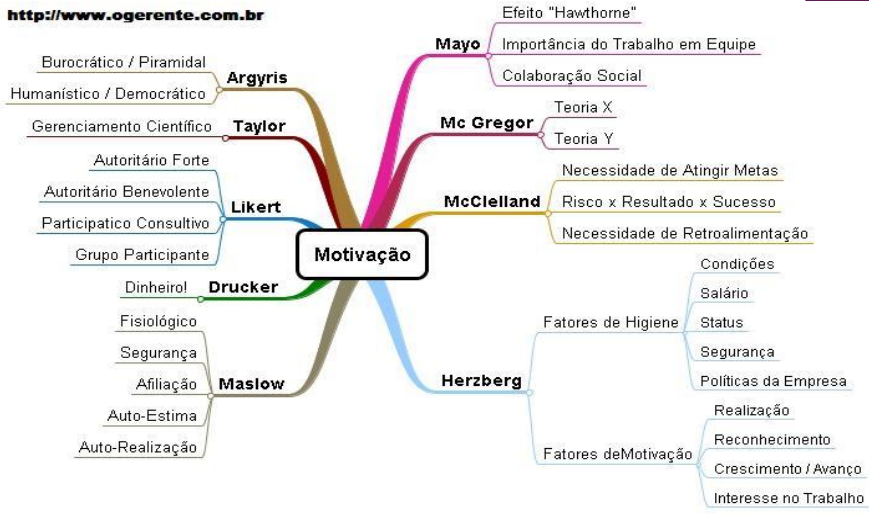 http://www.ogerente.com.br
Motivação
Argyris
Burocrático / Piramidal
Humanístico / Democrático
Taylor
Gerenciamento Científico
Likert
Autoritário Forte
Autoritário Benevolente
Participatico Consultivo
Grupo Participante
Drucker
Dinheiro!
Maslow
Fisiológico
Segurança
Afiliação
Auto-Estima
Auto-Realização
Mayo
Efeito "Hawthorne"
Importância do Trabalho em Equipe
Colaboração Social
Mc Gregor
Teoria X
Teoria Y
McClelland
Necessidade de Atingir Metas
Risco x Resultado x Sucesso
Necessidade de Retroalimentação
Herzberg
Fatores de Higiene
Condições
Salário
Status
Segurança
Políticas da Empresa
Fatores deMotivação
Realização
Reconhecimento
Crescimento / Avanço
Interesse no Trabalho